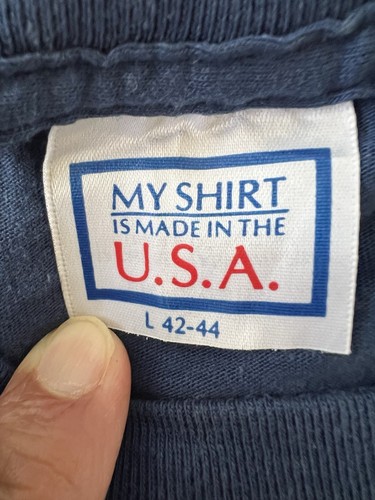 MY SHIRT
IS MADE IN THE
U.S.A.
L 42-44